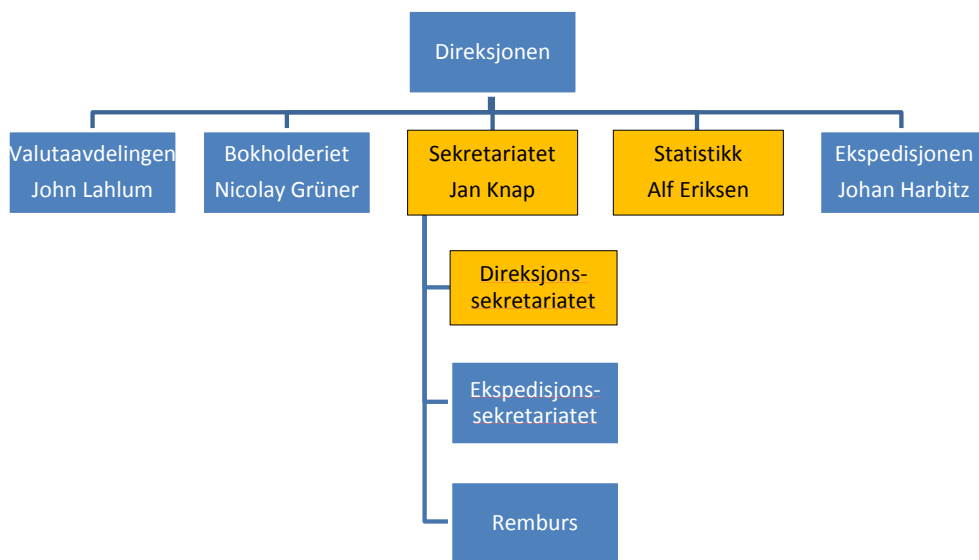 Direksjonen
Valutaavdelingen
John Lahlum
Bokholderiet
Nicolay Grüner
Sekretariatet
Jan Knap
Statistikk
Alf Eriksen
Ekspedisjonen
Johan Harbitz
Direksjons-
sekretariatet
Ekspedisjons-
sekretariatet
Remburs